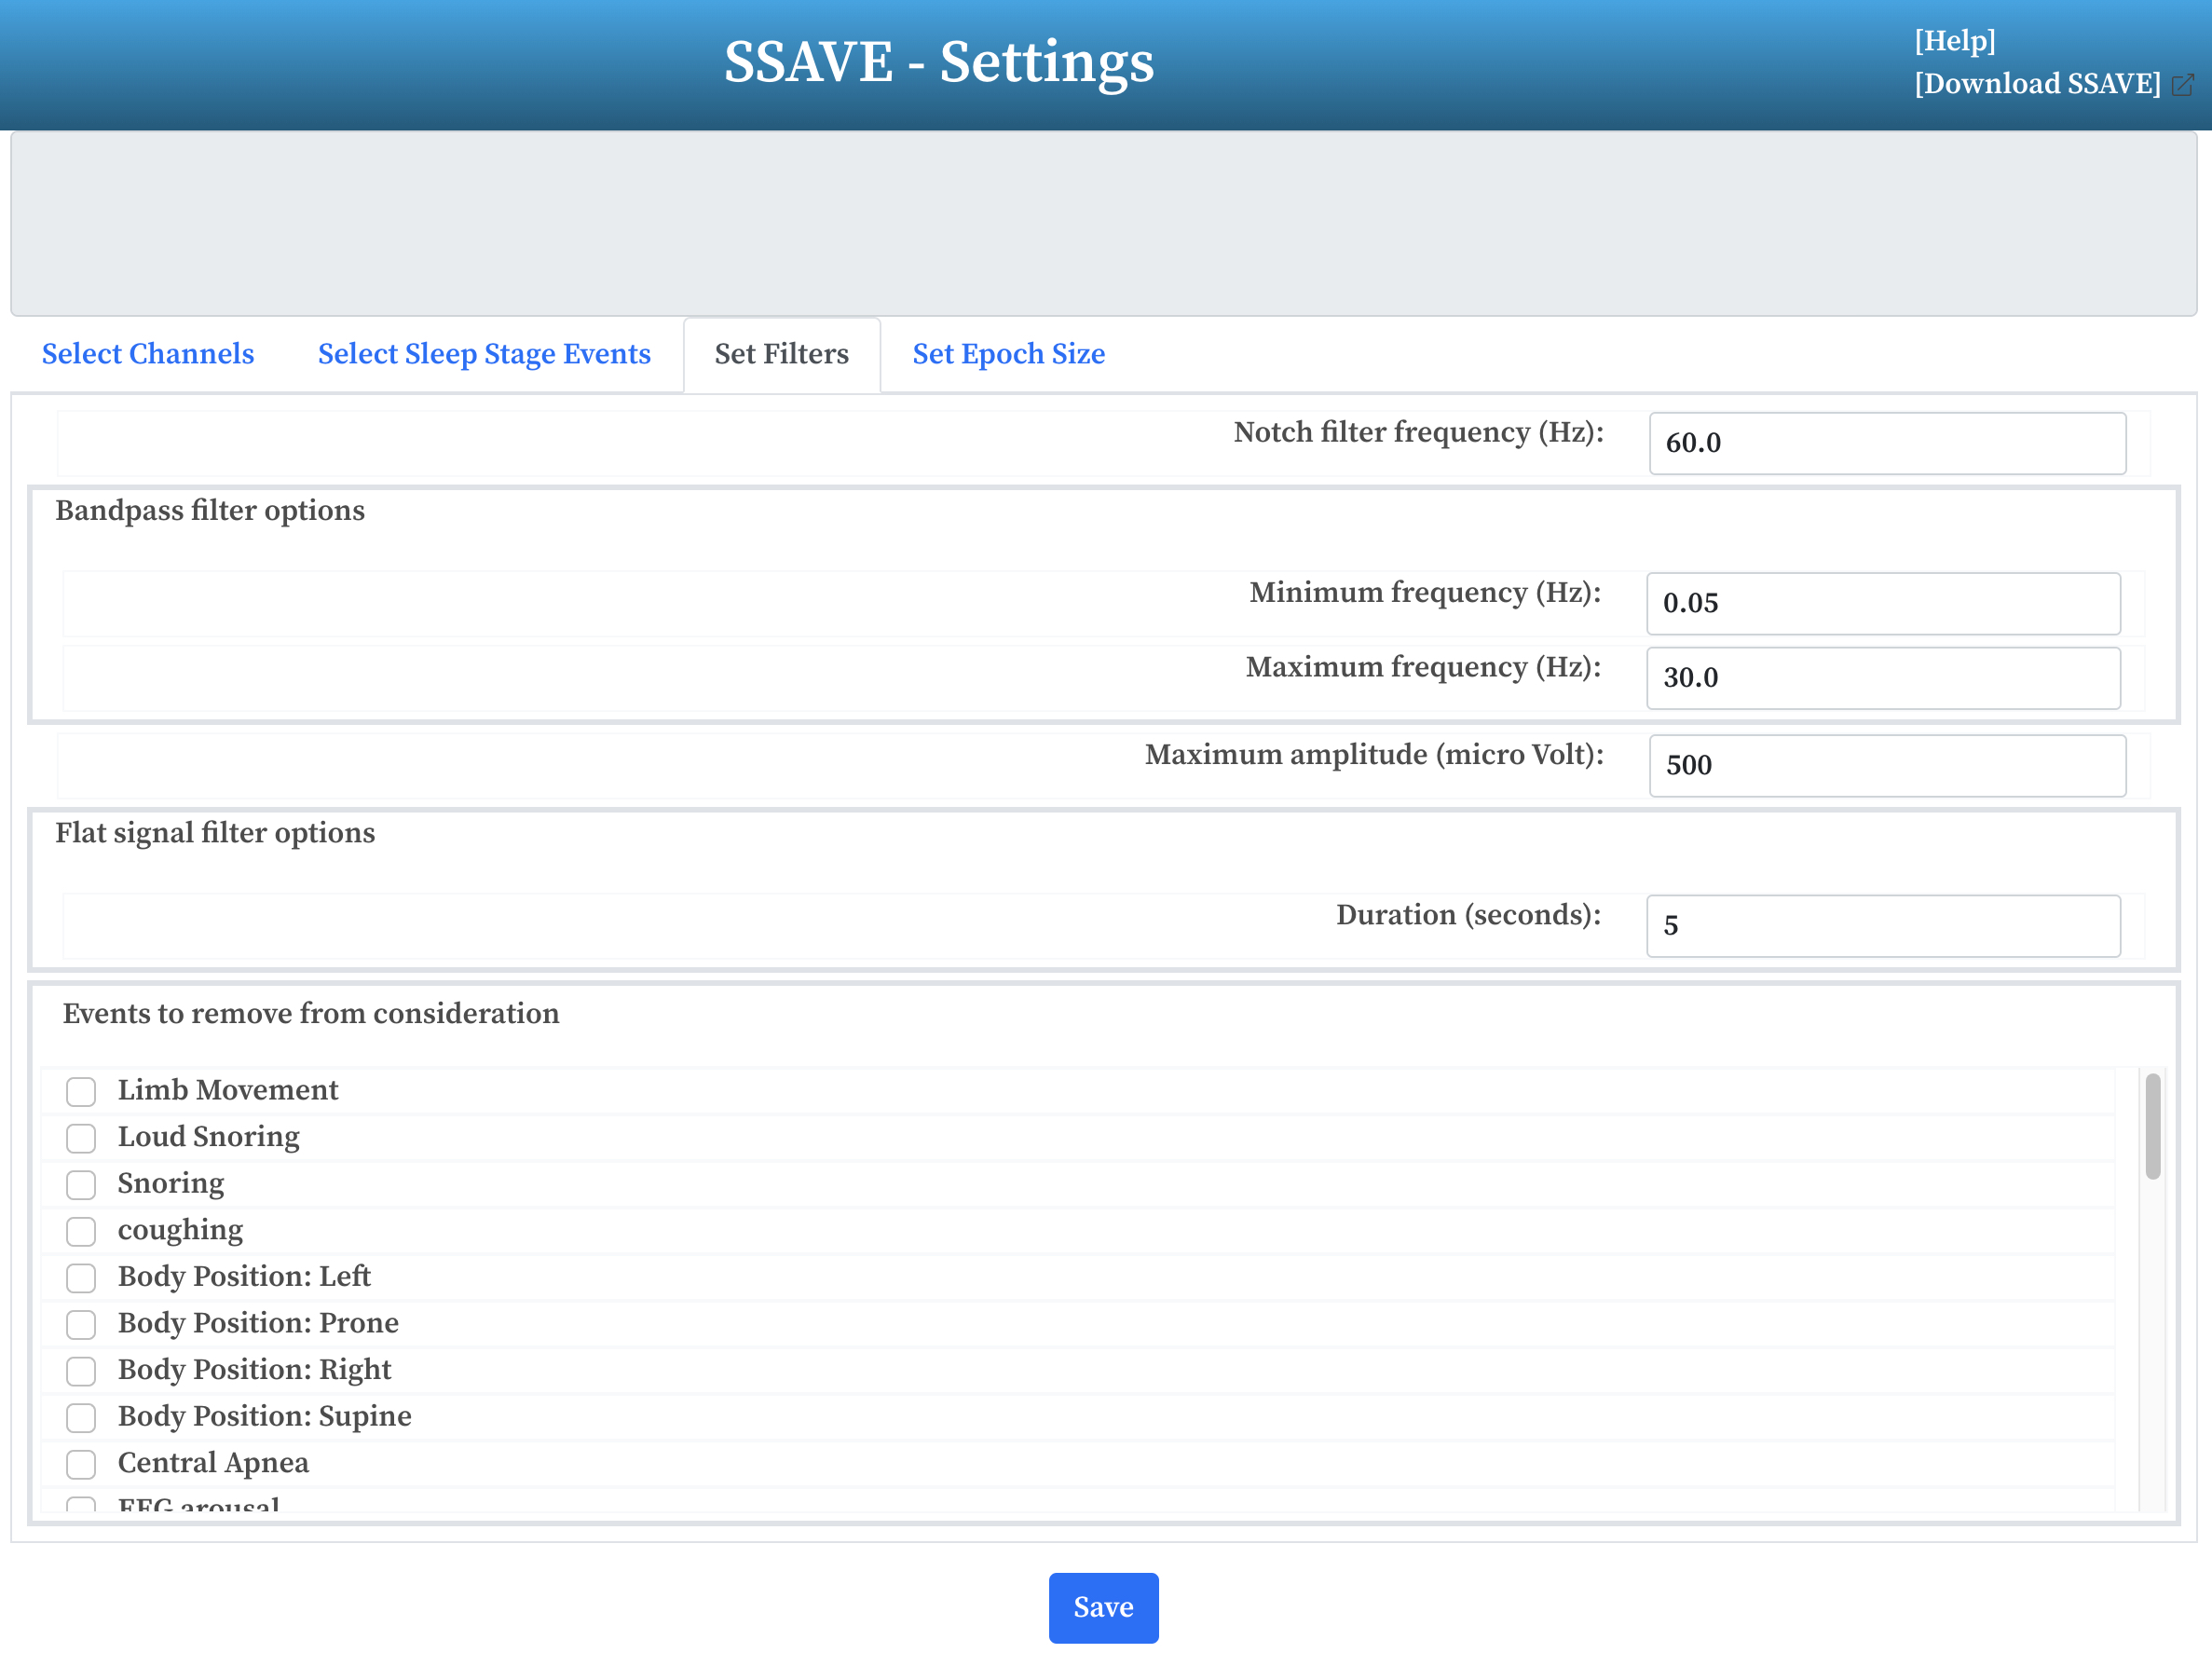 SSAVE - Settings
[Help]
[Download SSAVE]
Select Channels Select Sleep Stage Events Set Filters Set Epoch Size
Notch filter frequency (Hz): 60.0
Bandpass filter options
Minimum frequency (Hz): 0.05
Maximum frequency (Hz): 30.0
Maximum amplitude (micro Volt): 500
Flat signal filter options
Duration (seconds): 5
Events to remove from consideration
Limb Movement
Loud Snoring
Snoring
coughing
Body Position: Left
Body Position: Prone
Body Position: Right
Body Position: Supine
Central Apnea
EEG arousal
Save